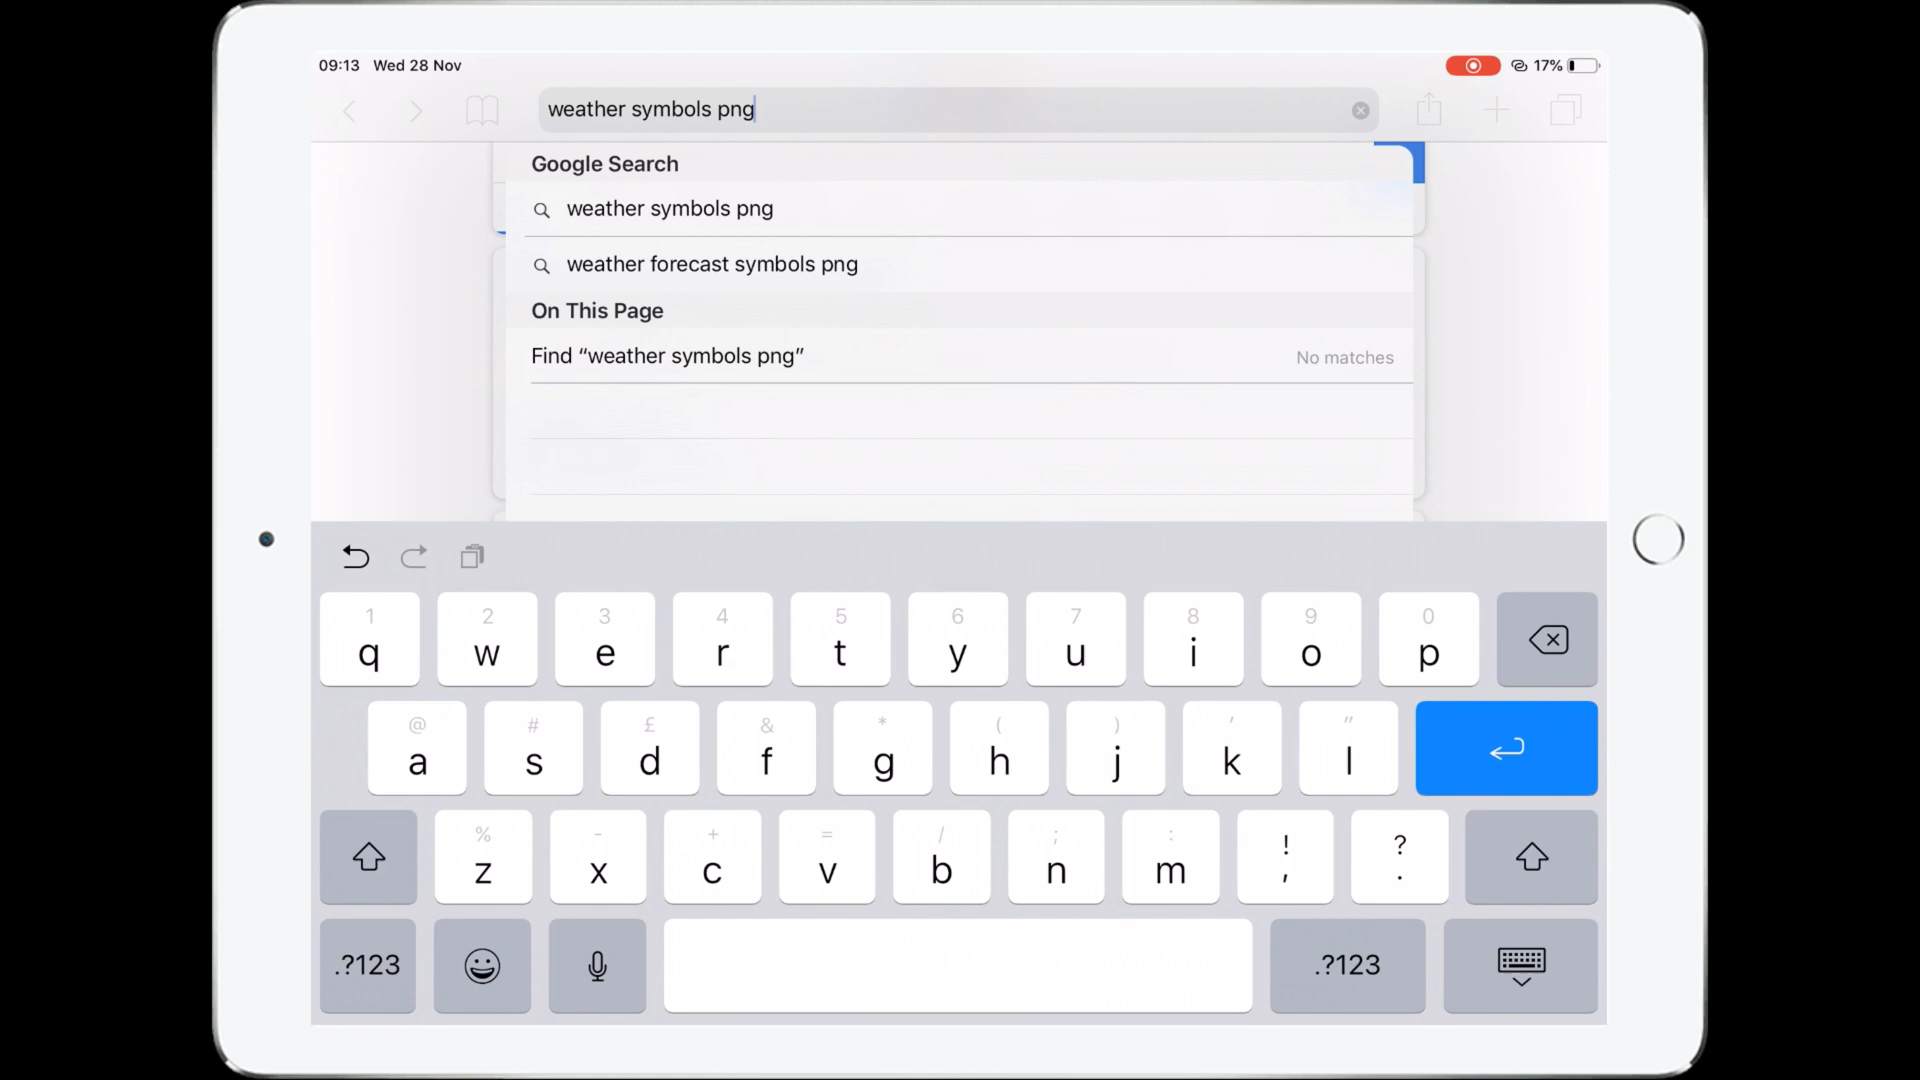 09:13 Wed 28 Nov 17%
weather symbols png
Google Search
weather symbols png
weather forecast symbols png
On This Page
Find “weather symbols png” No matches
1 2 3 4 5 6 7 8 9 0
q w e r t y u i o p
@ # £ & * ( ) ' "
a s d f g h j k l
% - + = / ; : ! ?
z x c v b n m , .
.?123 .?123